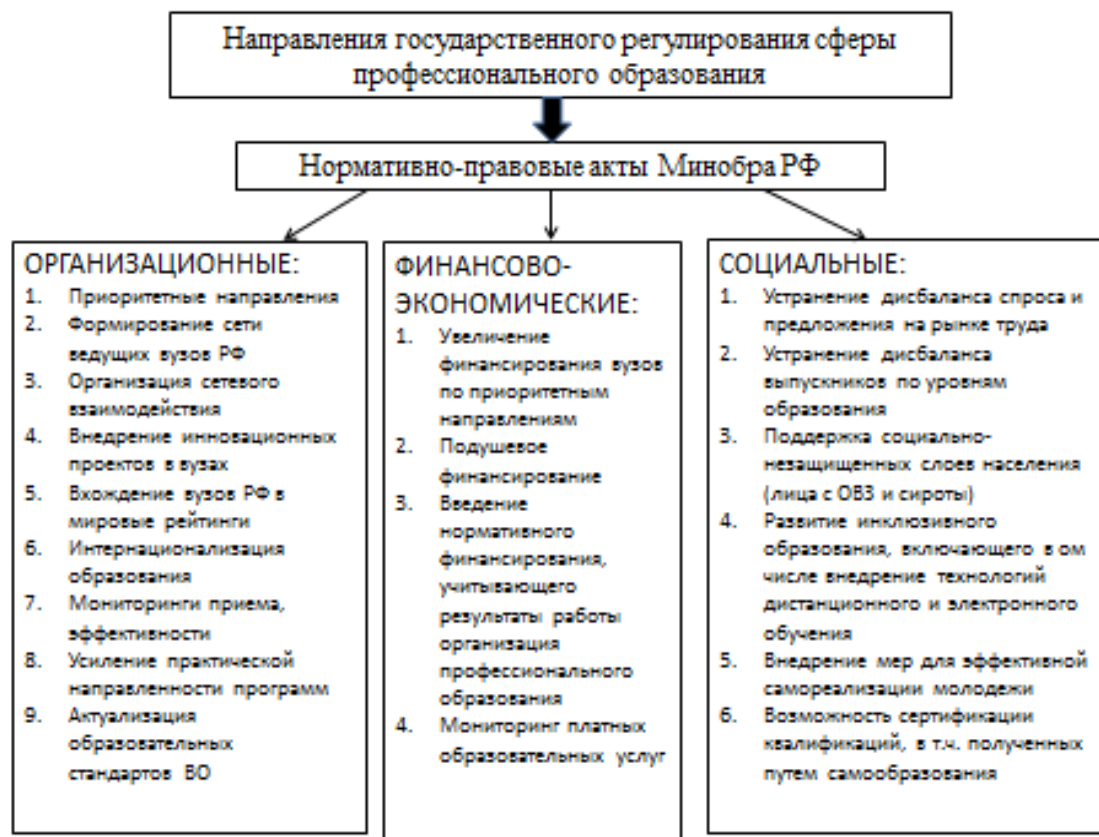 Направления государственного регулирования сферы
профессионального образования
Нормативно-правовые акты Минобра РФ
ОРГАНИЗАЦИОННЫЕ:
1. Приоритетные направления
2. Формирование сети
ведущих вузов РФ
3. Организация сетевого
взаимодействия
4. Внедрение инновационных
проектов в вузах
5. Вхождение вузов РФ в
мировые рейтинги
6. Интернационализация
образования
7. Мониторинги приема,
эффективности
8. Усиление практической
направленности программ
9. Актуализация
образовательных
стандартов ВО
ФИНАНСОВО-
ЭКОНОМИЧЕСКИЕ:
1. Увеличение
финансирования вузов
по приоритетным
направлениям
2. Подушевое
финансирование
3. Введение
нормативного
финансирования,
учитывающего
результаты работы
организация
профессионального
образования
4. Мониторинг платных
образовательных услуг
СОЦИАЛЬНЫЕ:
1. Устранение дисбаланса спроса и
предложения на рынке труда
2. Устранение дисбаланса
выпускников по уровням
образования
3. Поддержка социально-
незащищенных слоев населения
(лица с ОВЗ и сироты)
4. Развитие инклюзивного
образования, включающего в ом
числе внедрение технологий
дистанционного и электронного
обучения
5. Внедрение мер для эффективной
самореализации молодежи
6. Возможность сертификации
квалификаций, в т.ч. полученных
путем самообразования